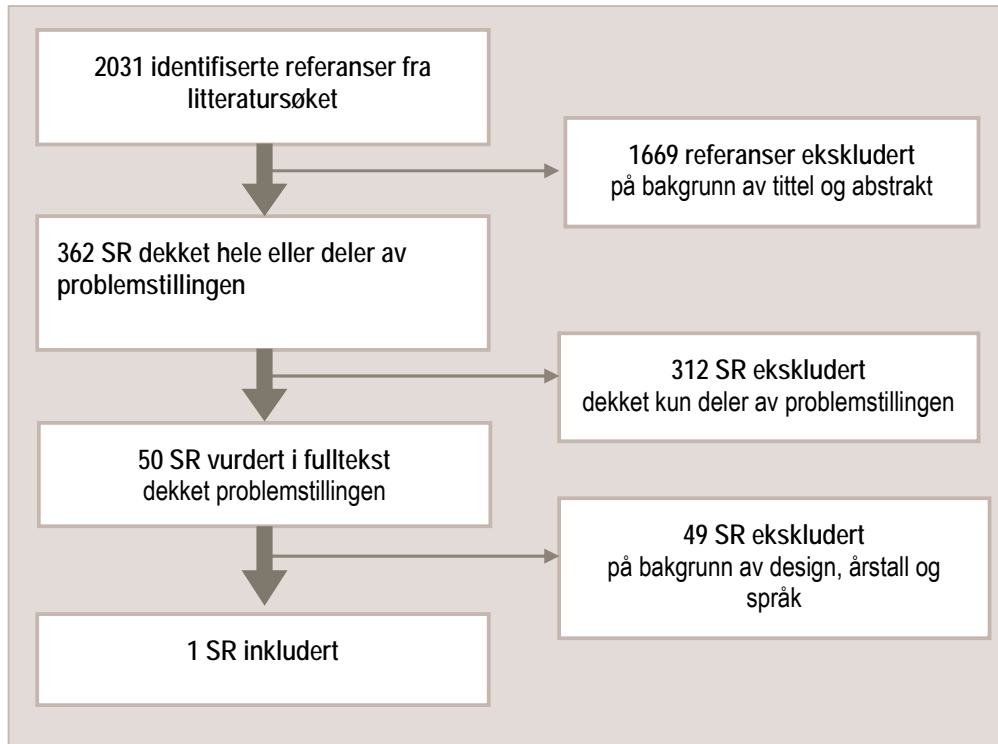 2031 identifiserte referanser fra
litteratursøket
1669 referanser ekskludert
på bakgrunn av tittel og abstrakt
362 SR dekket hele eller deler av
problemstillingen
312 SR ekskludert
dekket kun deler av problemstillingen
50 SR vurdert i fulltekst
dekket problemstillingen
49 SR ekskludert
på bakgrunn av design, årstall og
språk
1 SR inkludert